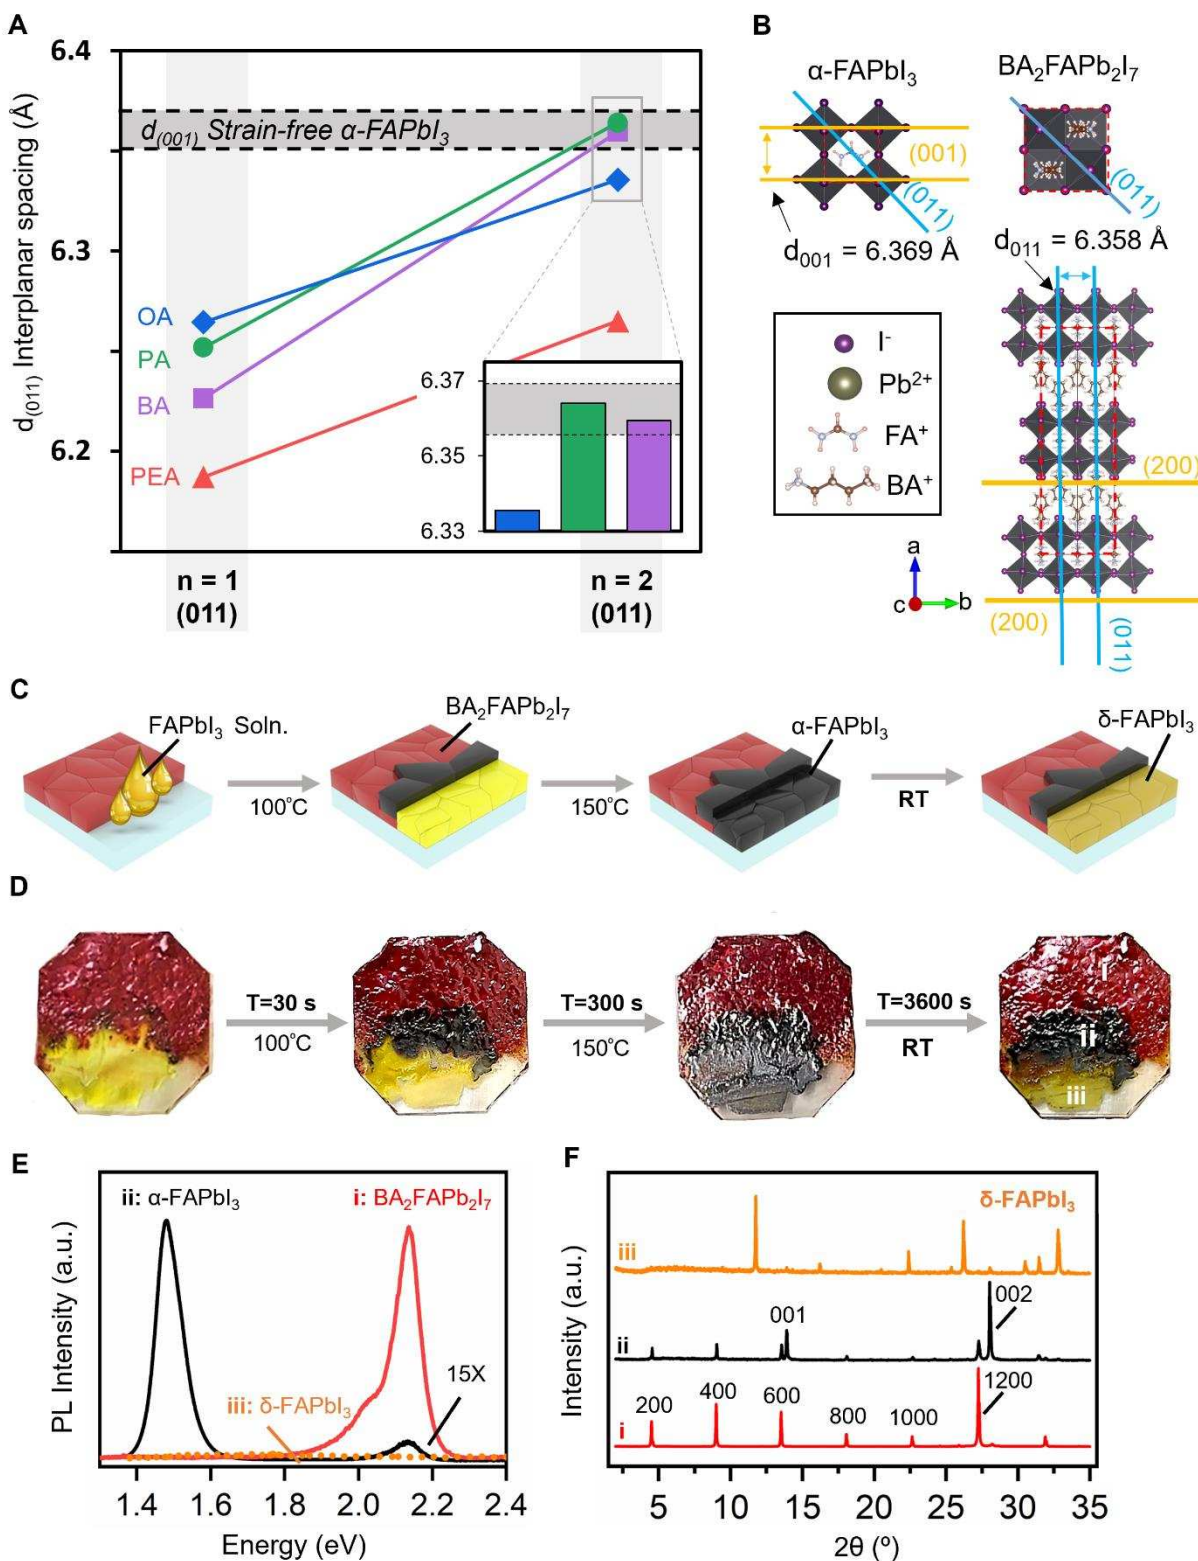 A
6.4
6.3
6.2
d(011) Interplanar spacing (Å)
d(001) Strain-free α-FAPbI3
OA
PA
BA
PEA
6.37
6.35
6.33
n = 1
(011)
n = 2
(011)
B
α-FAPbI3
BA2FAPb2I7
(001)
(011)
(011)
d001 = 6.369 Å
d011 = 6.358 Å
I-
Pb2+
FA+
BA+
(200)
(200)
(011)
a
b
c
C
FAPbI3 Soln.
BA2FAPb2I7
α-FAPbI3
δ-FAPbI3
100°C
150°C
RT
D
T=30 s
100°C
T=300 s
150°C
T=3600 s
RT
i
ii
iii
E
PL Intensity (a.u.)
ii: α-FAPbI3
i: BA2FAPb2I7
iii: δ-FAPbI3
15X
1.4 1.6 1.8 2.0 2.2 2.4
Energy (eV)
F
Intensity (a.u.)
δ-FAPbI3
iii
ii
001
002
i
200 400 600 800 1000 1200
5 10 15 20 25 30 35
2θ (º)